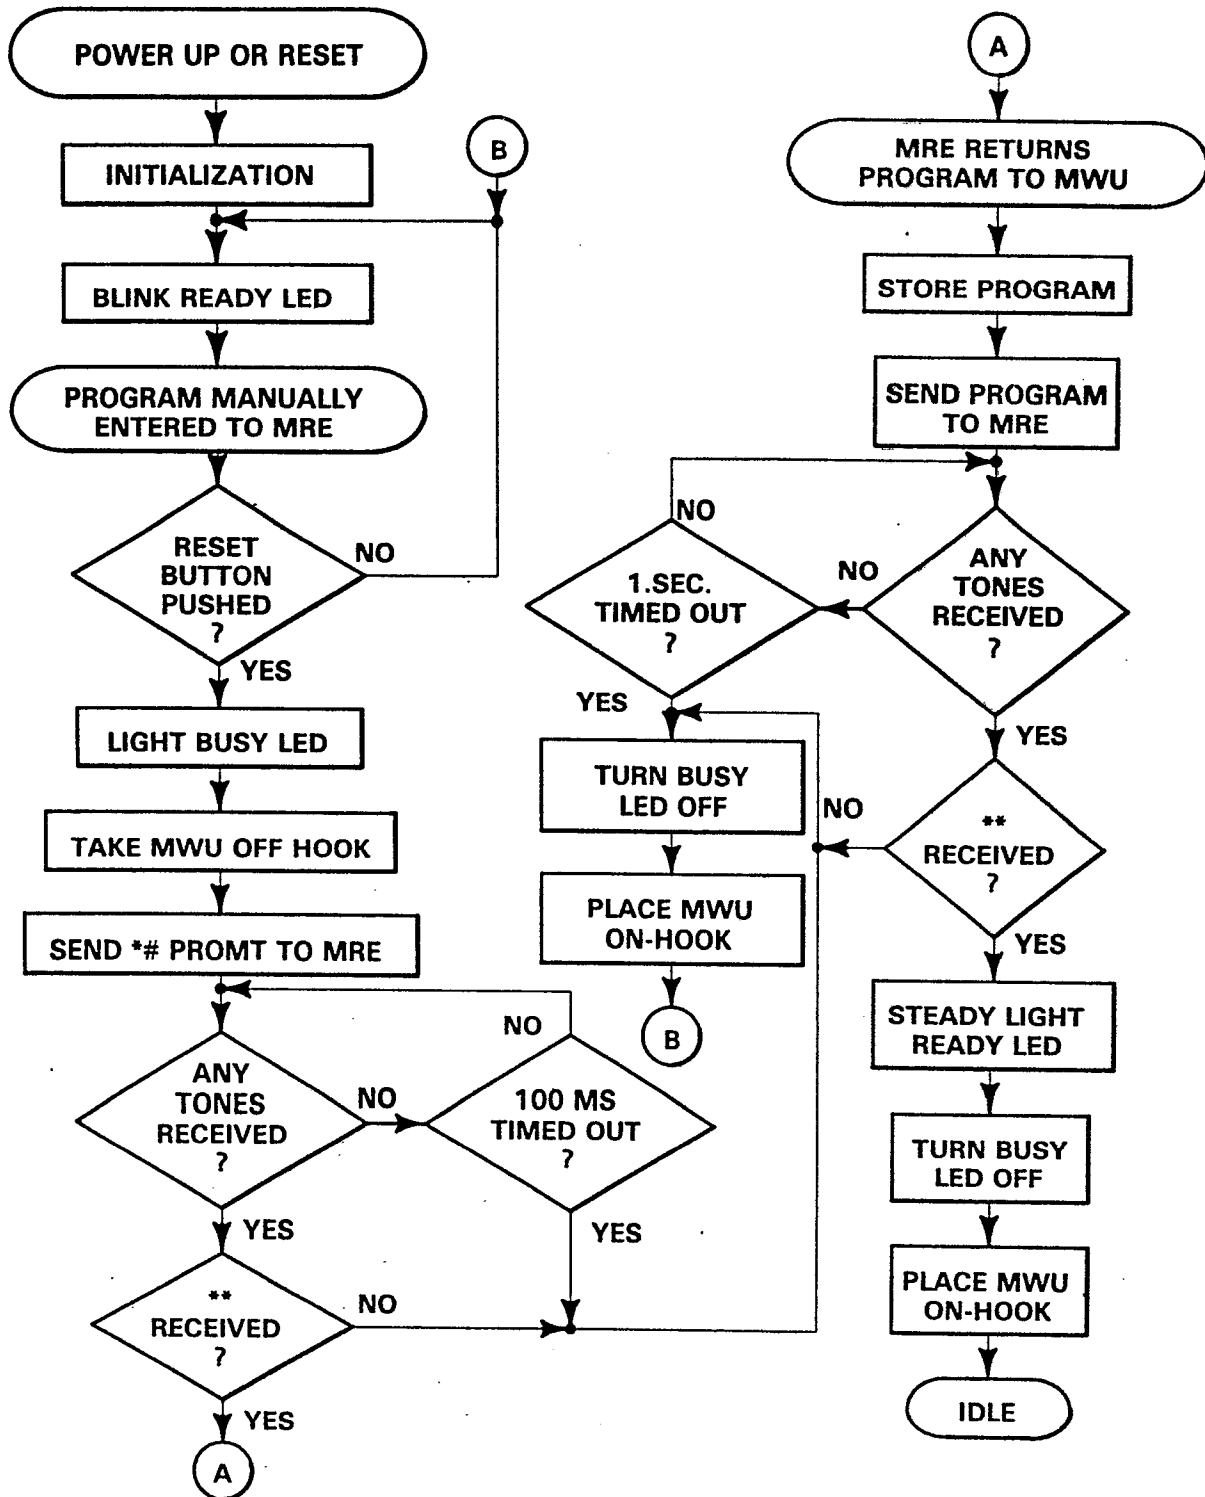 POWER UP OR RESET
INITIALIZATION
B
BLINK READY LED
PROGRAM MANUALLY
ENTERED TO MRE
RESET
BUTTON
PUSHED
?
NO
YES
LIGHT BUSY LED
TAKE MWU OFF HOOK
SEND *# PROMT TO MRE
ANY
TONES
RECEIVED
?
NO
100 MS
TIMED OUT
?
NO
YES
YES
**
RECEIVED
?
NO
YES
A
A
MRE RETURNS
PROGRAM TO MWU
STORE PROGRAM
SEND PROGRAM
TO MRE
ANY
TONES
RECEIVED
?
NO
1.SEC.
TIMED OUT
?
NO
YES
TURN BUSY
LED OFF
PLACE MWU
ON-HOOK
B
YES
**
RECEIVED
?
NO
YES
STEADY LIGHT
READY LED
TURN BUSY
LED OFF
PLACE MWU
ON-HOOK
IDLE